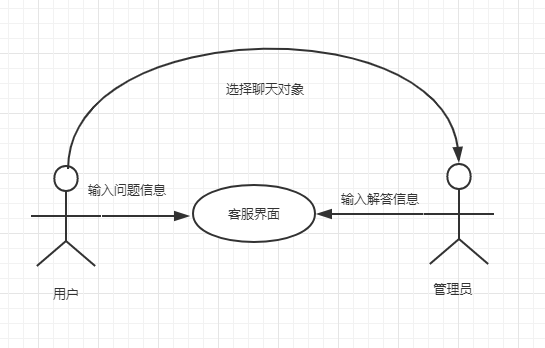 选择聊天对象
输入问题信息
输入解答信息
客服界面
用户
管理员